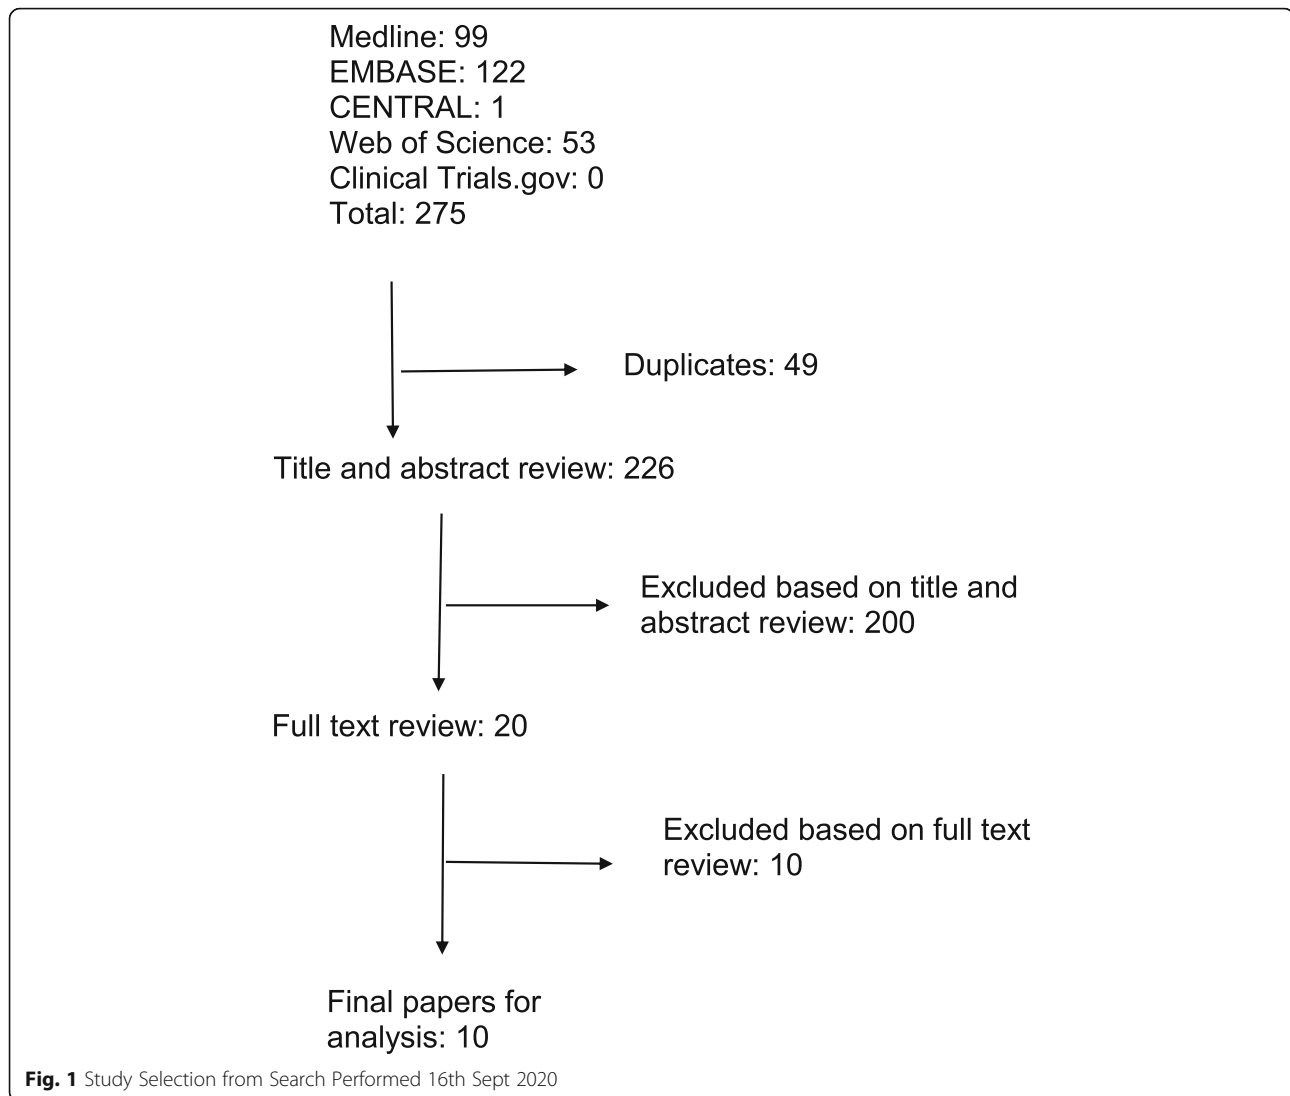 Medline: 99
EMBASE: 122
CENTRAL: 1
Web of Science: 53
Clinical Trials.gov: 0
Total: 275
Duplicates: 49
Title and abstract review: 226
Excluded based on title and
abstract review: 200
Full text review: 20
Excluded based on full text
review: 10
Final papers for
analysis: 10
Fig. 1 Study Selection from Search Performed 16th Sept 2020